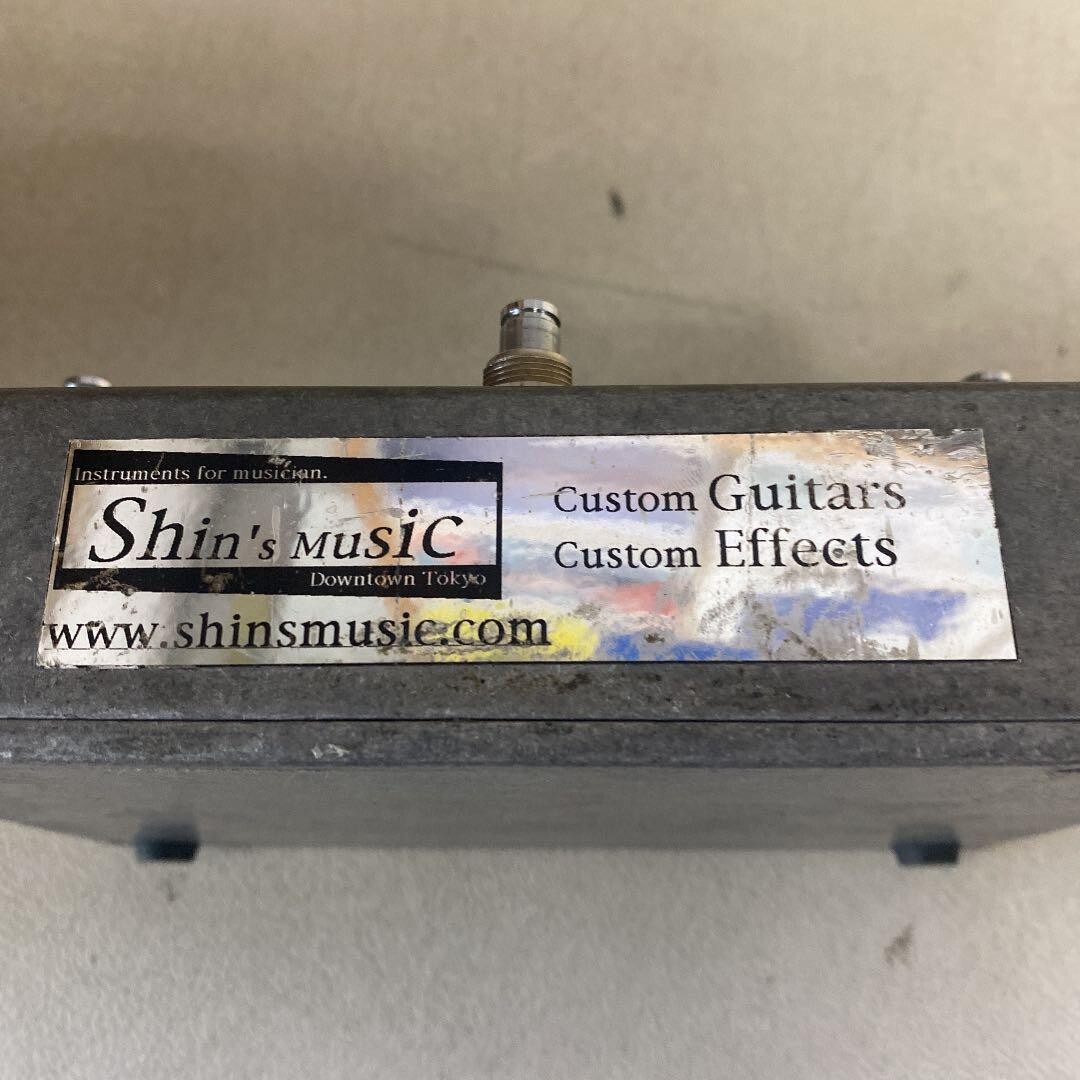 Instruments for musician.
Shin's Music
Downtown Tokyo
www.shinsmusic.com
Custom Guitars
Custom Effects